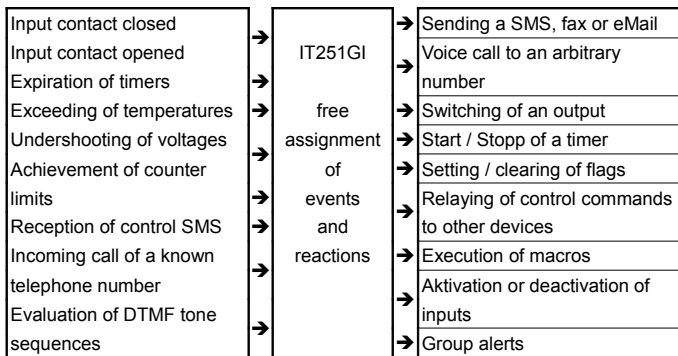 Input contact closed
Input contact opened
Expiration of timers
Exceeding of temperatures
Undershooting of voltages
Achievement of counter
limits
Reception of control SMS
Incoming call of a known
telephone number
Evaluation of DTMF tone
sequences
IT251GI
free
assignment
of
events
and
reactions
Sending a SMS, fax or eMail
Voice call to an arbitrary
number
Switching of an output
Start / Stopp of a timer
Setting / clearing of flags
Relaying of control commands
to other devices
Execution of macros
Aktivation or deactivation of
inputs
Group alerts